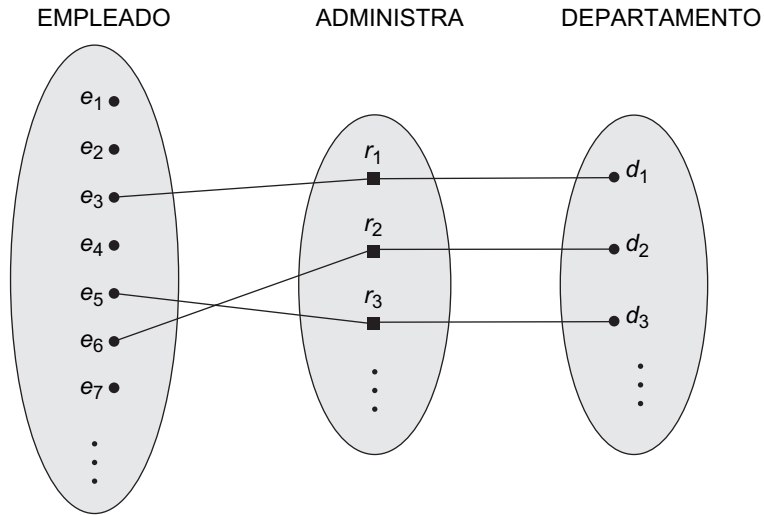 EMPLEADO ADMINISTRA DEPARTAMENTO
e1
e2
e3
e4
e5
e6
e7
r1
r2
r3
d1
d2
d3